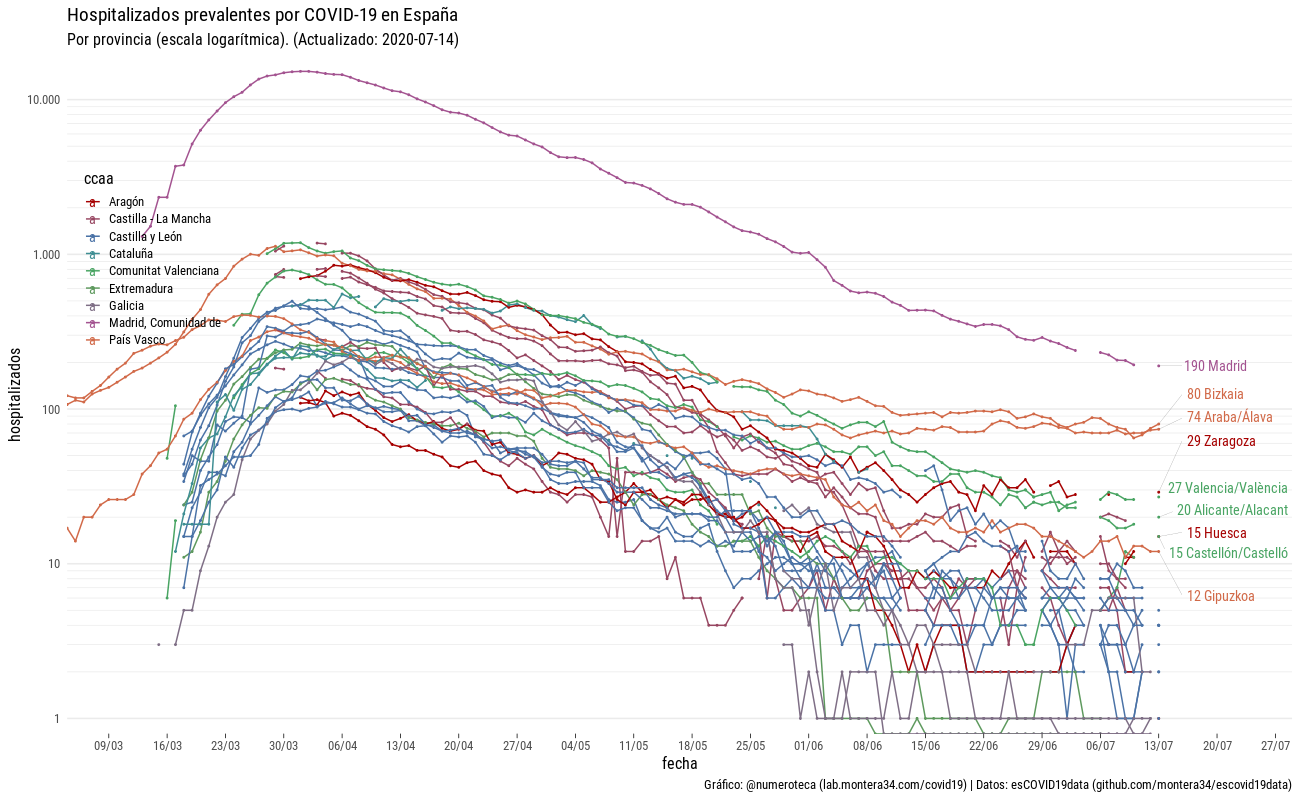 Hospitalizados prevalentes por COVID-19 en España
Por provincia (escala logarítmica). (Actualizado: 2020-07-14)
hospitalizados
10.000
1.000
100
10
1
ccaa
Aragón
Castilla - La Mancha
Castilla y León
Cataluña
Comunitat Valenciana
Extremadura
Galicia
Madrid, Comunidad de
País Vasco
190 Madrid
80 Bizkaia
74 Araba/Álava
29 Zaragoza
27 Valencia/València
20 Alicante/Alacant
15 Huesca
15 Castellón/Castelló
12 Gipuzkoa
09/03 16/03 23/03 30/03 06/04 13/04 20/04 27/04 04/05 11/05 18/05 25/05 01/06 08/06 15/06 22/06 29/06 06/07 13/07 20/07 27/07
fecha
Gráfico: @numeroteca (lab.montera34.com/covid19) | Datos: esCOVID19data (github.com/montera34/escovid19data)